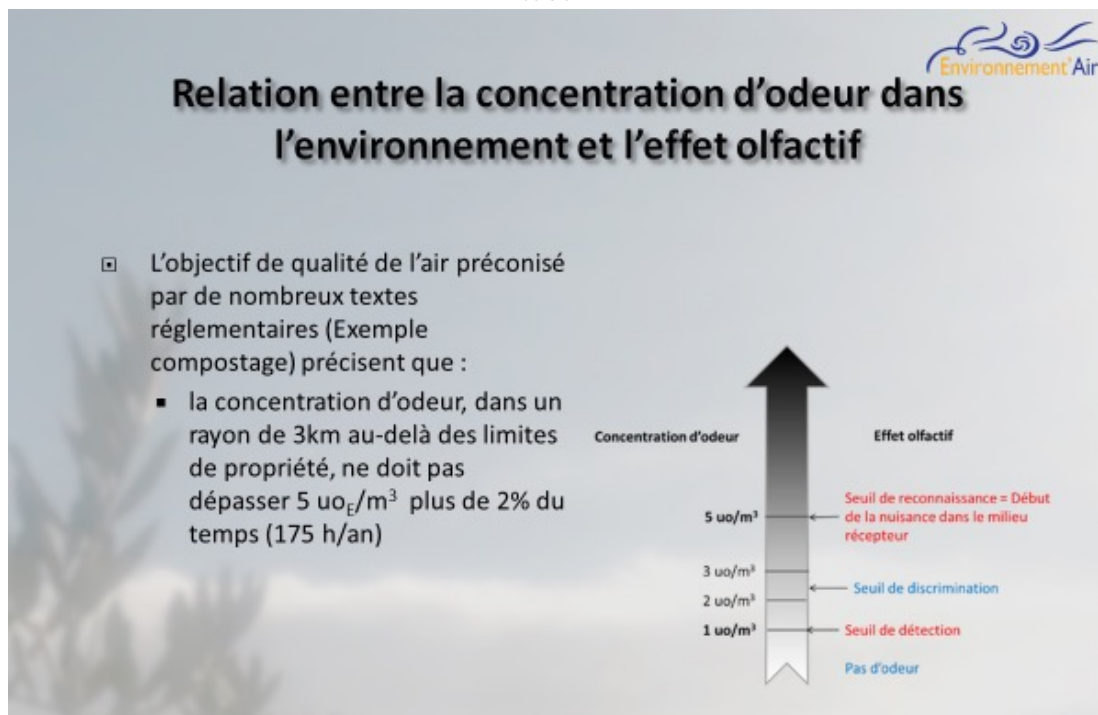 Environnement'Air
Relation entre la concentration d'odeur dans
l'environnement et l'effet olfactif
L'objectif de qualité de l'air préconisé
par de nombreux textes
réglementaires (Exemple
compostage) précisent que :
la concentration d'odeur, dans un
rayon de 3km au-delà des limites
de propriété, ne doit pas
dépasser 5 uoE/m³ plus de 2% du
temps (175 h/an)
Concentration d'odeur
Effet olfactif
5 uo/m³
Seuil de reconnaissance = Début
de la nuisance dans le milieu
récepteur
3 uo/m³
Seuil de discrimination
2 uo/m³
1 uo/m³
Seuil de détection
Pas d'odeur